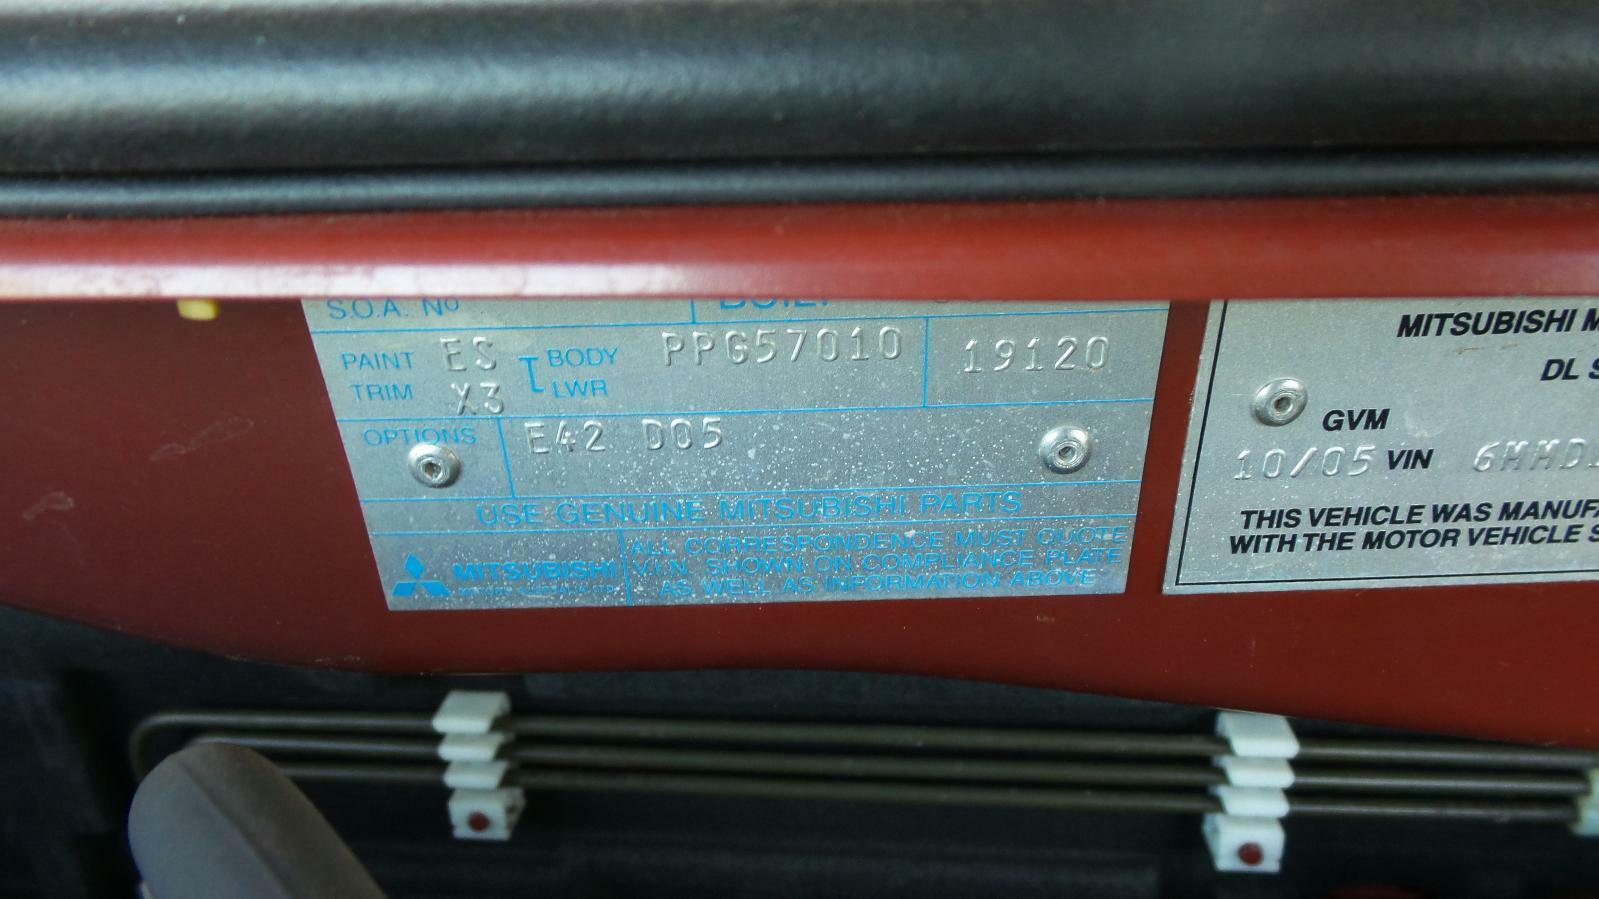 S.O.A. No
PAINT ES BODY PPG57010 19120
TRIM X3 LWR
OPTIONS E42 D05
USE GENUINE MITSUBISHI PARTS
MITSUBISHI
ALL CORRESPONDENCE MUST QUOTE
V.I.N. SHOWN ON COMPLIANCE PLATE
AS WELL AS INFORMATION ABOVE
MITSUBISHI M
DL S
GVM
10/05 VIN 6MMD
THIS VEHICLE WAS MANUFA
WITH THE MOTOR VEHICLE S